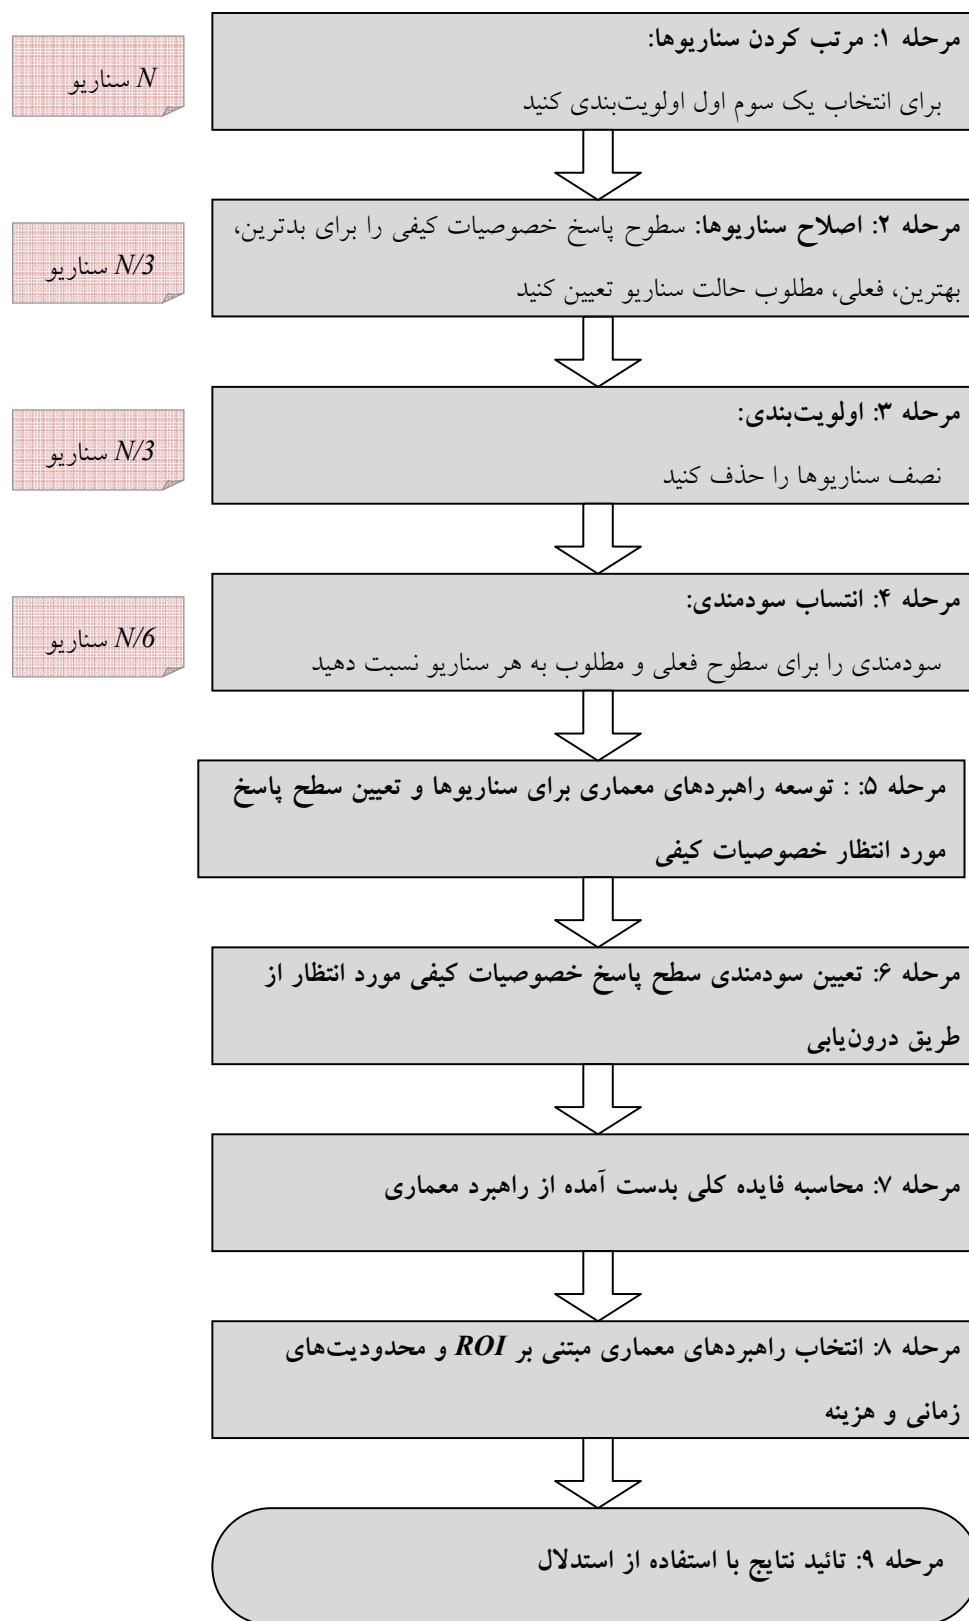 مرحله ۱: مرتب کردن سناریوها:
برای انتخاب یک سوم اول اولویت‌بندی کنید
N سناریو
مرحله ۲: اصلاح سناریوها: سطوح پاسخ خصوصیات کیفی را برای بدترین،
بهترین، فعلی، مطلوب حالت سناریو تعیین کنید
N/3 سناریو
مرحله ۳: اولویت‌بندی:
نصف سناریوها را حذف کنید
N/3 سناریو
مرحله ۴: انتساب سودمندی:
سودمندی را برای سطوح فعلی و مطلوب به هر سناریو نسبت دهید
N/6 سناریو
مرحله ۵: : توسعه راهبردهای معماری برای سناریوها و تعیین سطح پاسخ
مورد انتظار خصوصیات کیفی
مرحله ۶: تعیین سودمندی سطح پاسخ خصوصیات کیفی مورد انتظار از
طریق درون‌یابی
مرحله ۷: محاسبه فایده کلی بدست آمده از راهبرد معماری
مرحله ۸: انتخاب راهبردهای معماری مبتنی بر ROI و محدودیت‌های
زمانی و هزینه
مرحله ۹: تائید نتایج با استفاده از استدلال